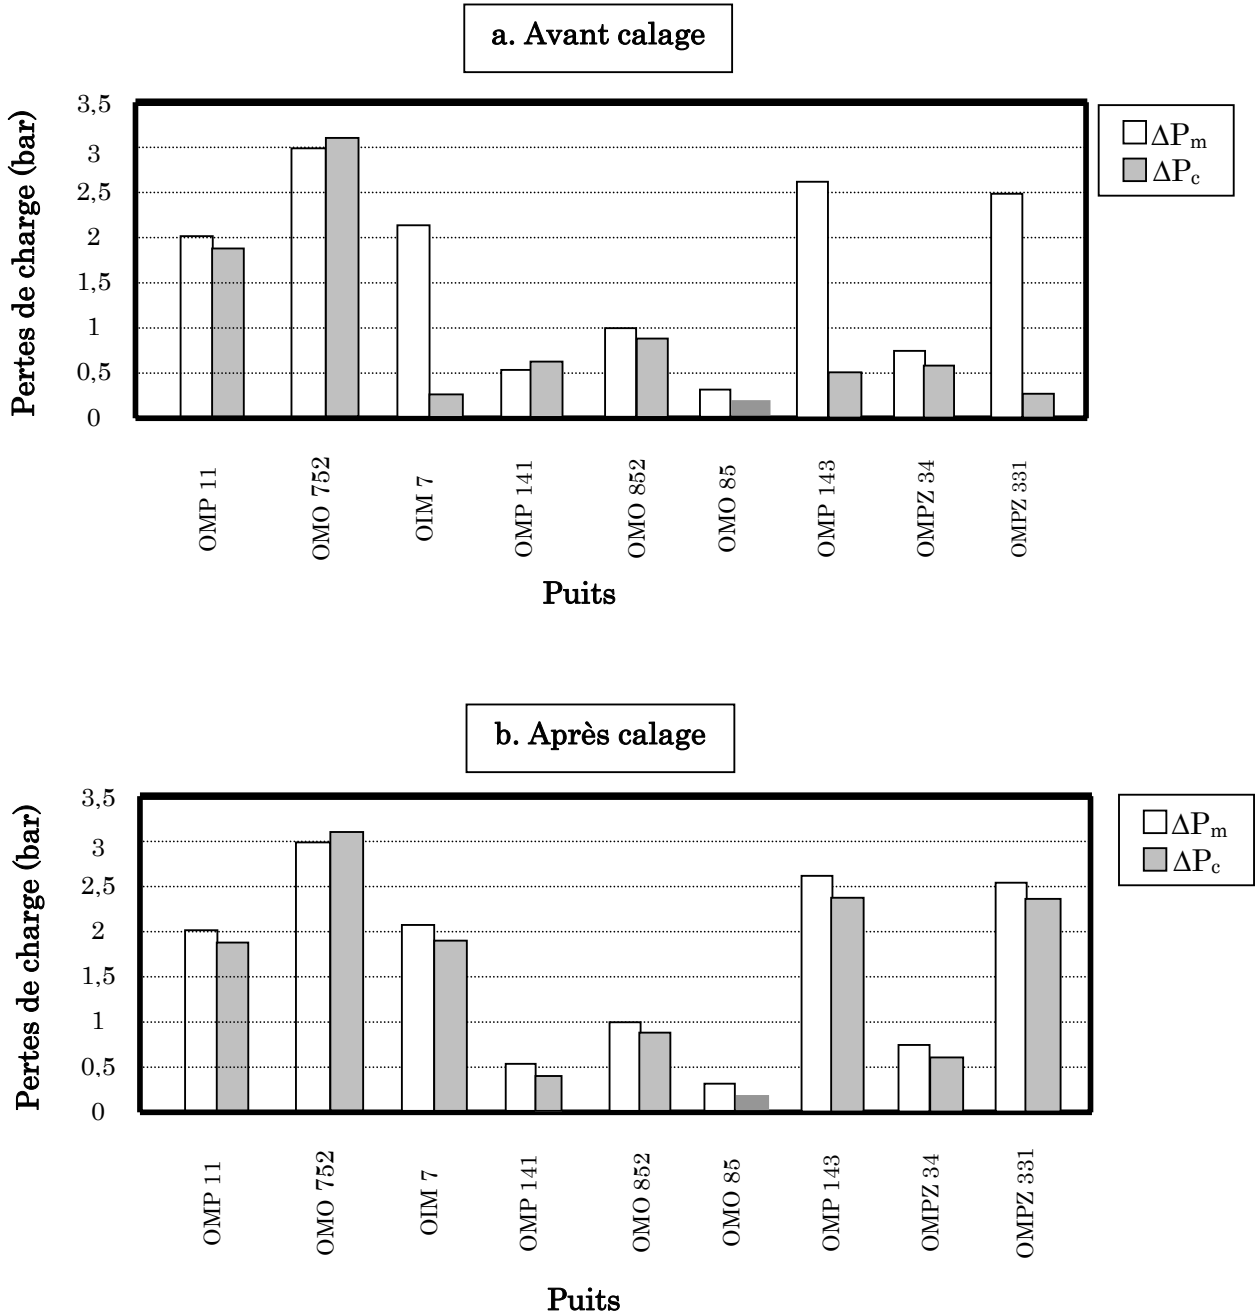 a. Avant calage
Pertes de charge (bar)
3,5
3
2,5
2
1,5
1
0,5
0
ΔPm
ΔPc
OMP 11
OMO 752
OIM 7
OMP 141
OMO 852
OMO 85
OMP 143
OMPZ 34
OMPZ 331
Puits
b. Après calage
Pertes de charge (bar)
3,5
3
2,5
2
1,5
1
0,5
0
ΔPm
ΔPc
OMP 11
OMO 752
OIM 7
OMP 141
OMO 852
OMO 85
OMP 143
OMPZ 34
OMPZ 331
Puits